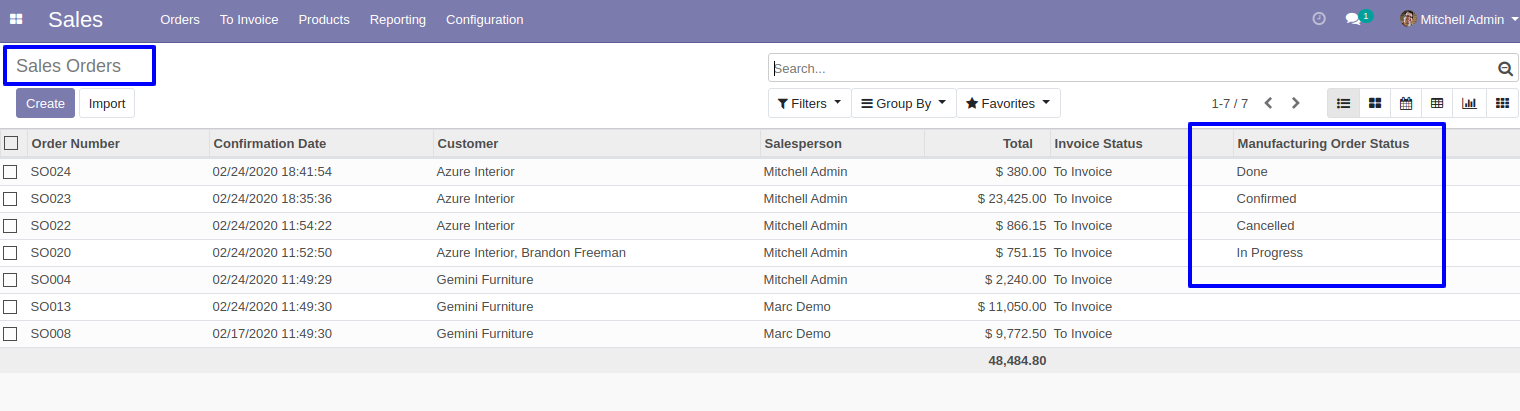 Sales Orders To Invoice Products Reporting Configuration 1 Mitchell Admin
Sales Orders
Search...
Create Import Filters Group By Favorites 1-7 / 7
Order Number Confirmation Date Customer Salesperson Total Invoice Status Manufacturing Order Status
SO024 02/24/2020 18:41:54 Azure Interior Mitchell Admin $ 380.00 To Invoice Done
SO023 02/24/2020 18:35:36 Azure Interior Mitchell Admin $ 23,425.00 To Invoice Confirmed
SO022 02/24/2020 11:54:22 Azure Interior Mitchell Admin $ 866.15 To Invoice Cancelled
SO020 02/24/2020 11:52:50 Azure Interior, Brandon Freeman Mitchell Admin $ 751.15 To Invoice In Progress
SO004 02/24/2020 11:49:29 Gemini Furniture Mitchell Admin $ 2,240.00 To Invoice
SO013 02/24/2020 11:49:30 Gemini Furniture Marc Demo $ 11,050.00 To Invoice
SO008 02/17/2020 11:49:30 Gemini Furniture Marc Demo $ 9,772.50 To Invoice
48,484.80